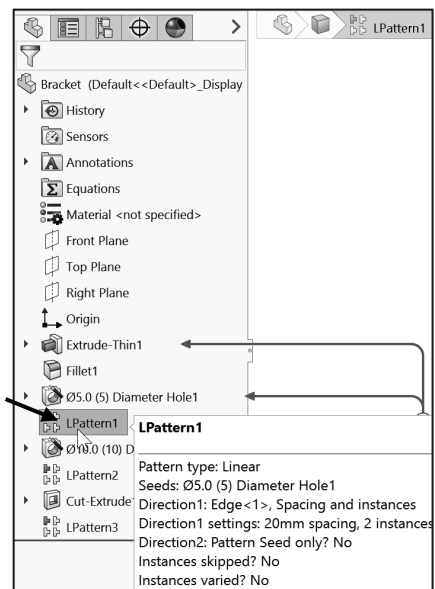 LPattern1
Bracket (Default<<Default>_Display
History
Sensors
Annotations
Equations
Material <not specified>
Front Plane
Top Plane
Right Plane
Origin
Extrude-Thin1
Fillet1
Ø5.0 (5) Diameter Hole1
LPattern1
Ø10.0 (10) D
LPattern2
Cut-Extrude
LPattern3
LPattern1
Pattern type: Linear
Seeds: Ø5.0 (5) Diameter Hole1
Direction1: Edge<1>, Spacing and instances
Direction1 settings: 20mm spacing, 2 instances
Direction2: Pattern Seed only? No
Instances skipped? No
Instances varied? No